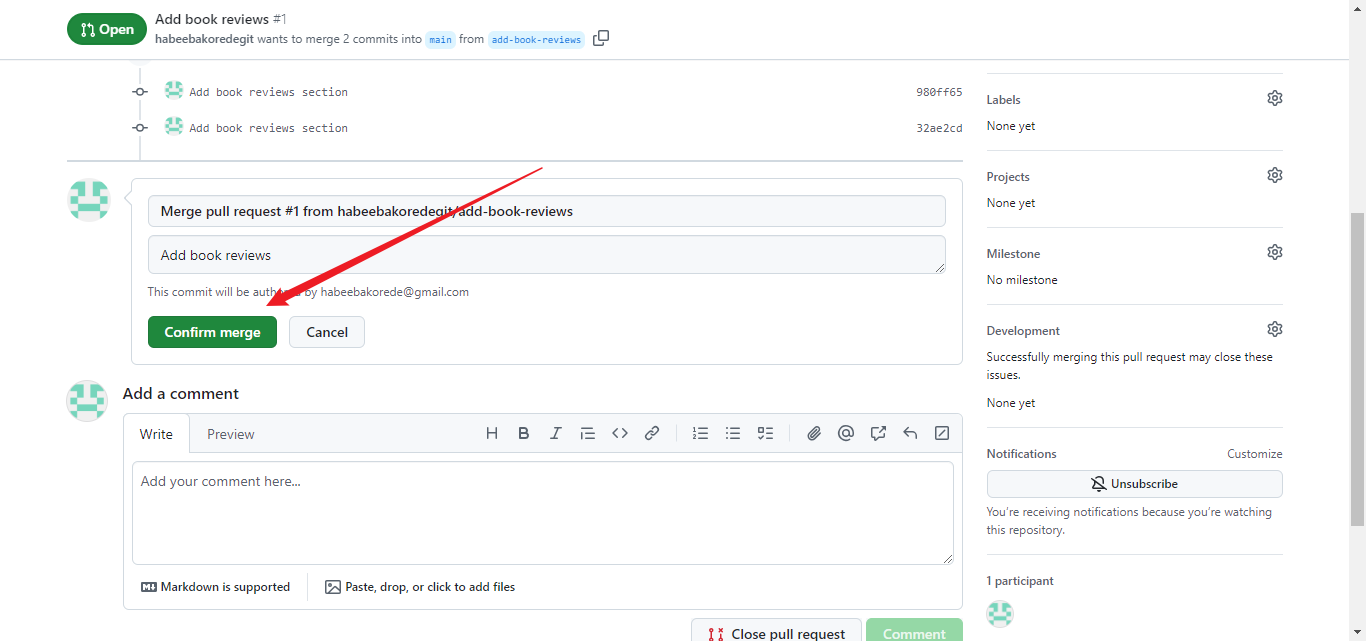 Open
Add book reviews #1
habeebakoredegit wants to merge 2 commits into main from add-book-reviews
Add book reviews section 980ff65
Add book reviews section 32ae2cd
Merge pull request #1 from habeebakoredegit/add-book-reviews
Add book reviews
This commit will be authored by habeebakorede@gmail.com
Confirm merge
Cancel
Add a comment
Write
Preview
Add your comment here...
Markdown is supported
Paste, drop, or click to add files
Close pull request
Comment
Labels
None yet
Projects
None yet
Milestone
No milestone
Development
Successfully merging this pull request may close these
issues.
None yet
Notifications
Customize
Unsubscribe
You're receiving notifications because you're watching
this repository.
1 participant